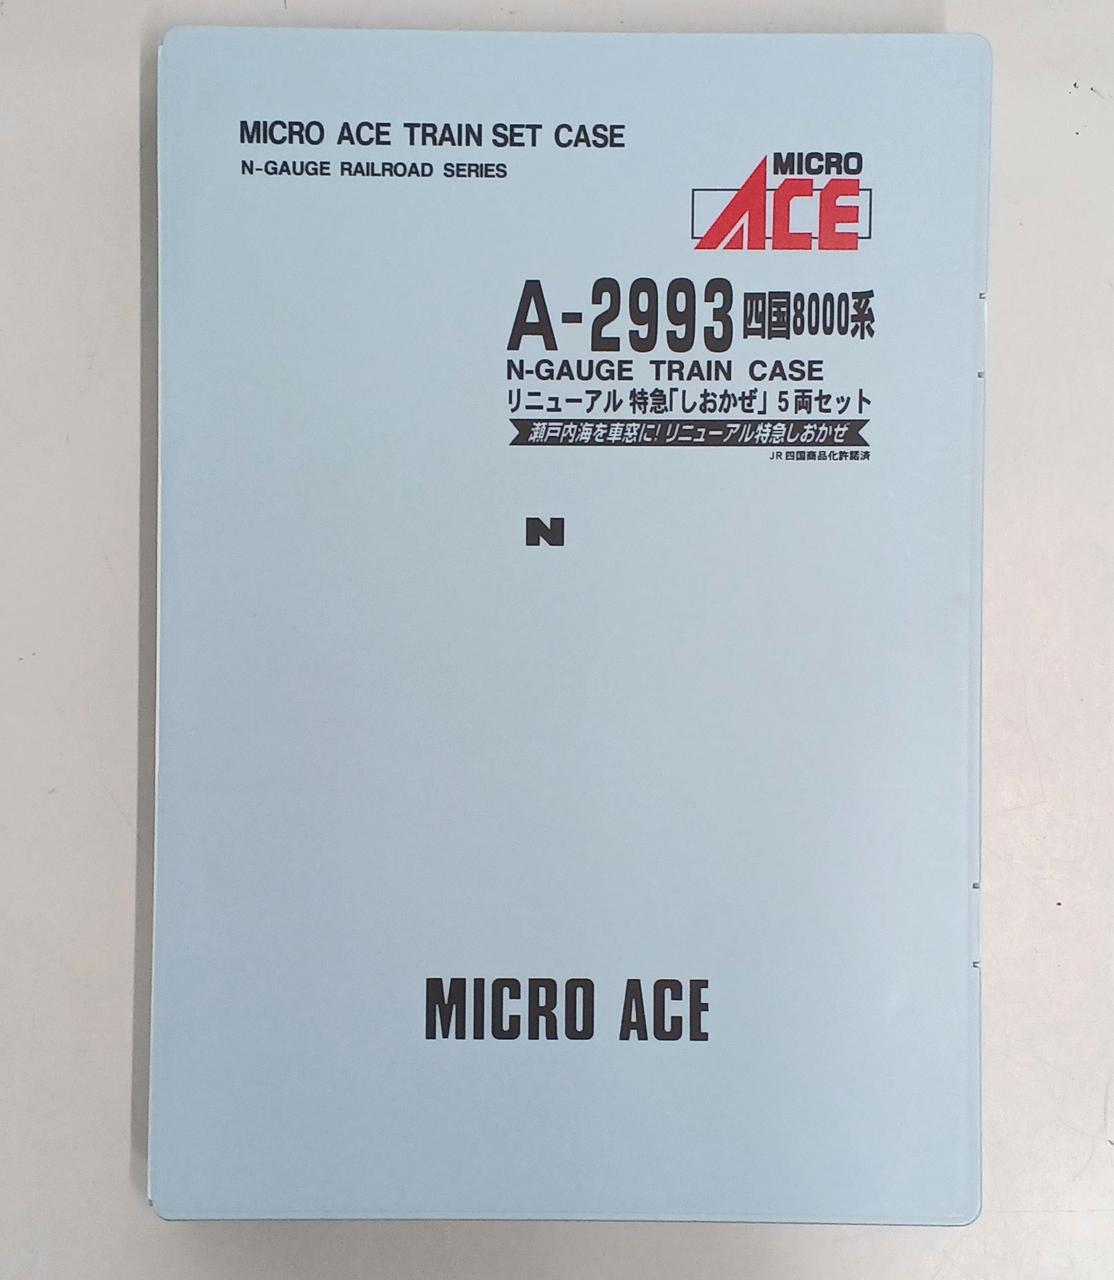 MICRO ACE TRAIN SET CASE
N-GAUGE RAILROAD SERIES
MICRO
ACE
A-2993 四国8000系
N-GAUGE TRAIN CASE
リニューアル 特急「しおかぜ」5両セット
瀬戸内海を車窓に!リニューアル特急しおかぜ
JR四国商品化許諾済
N
MICRO ACE